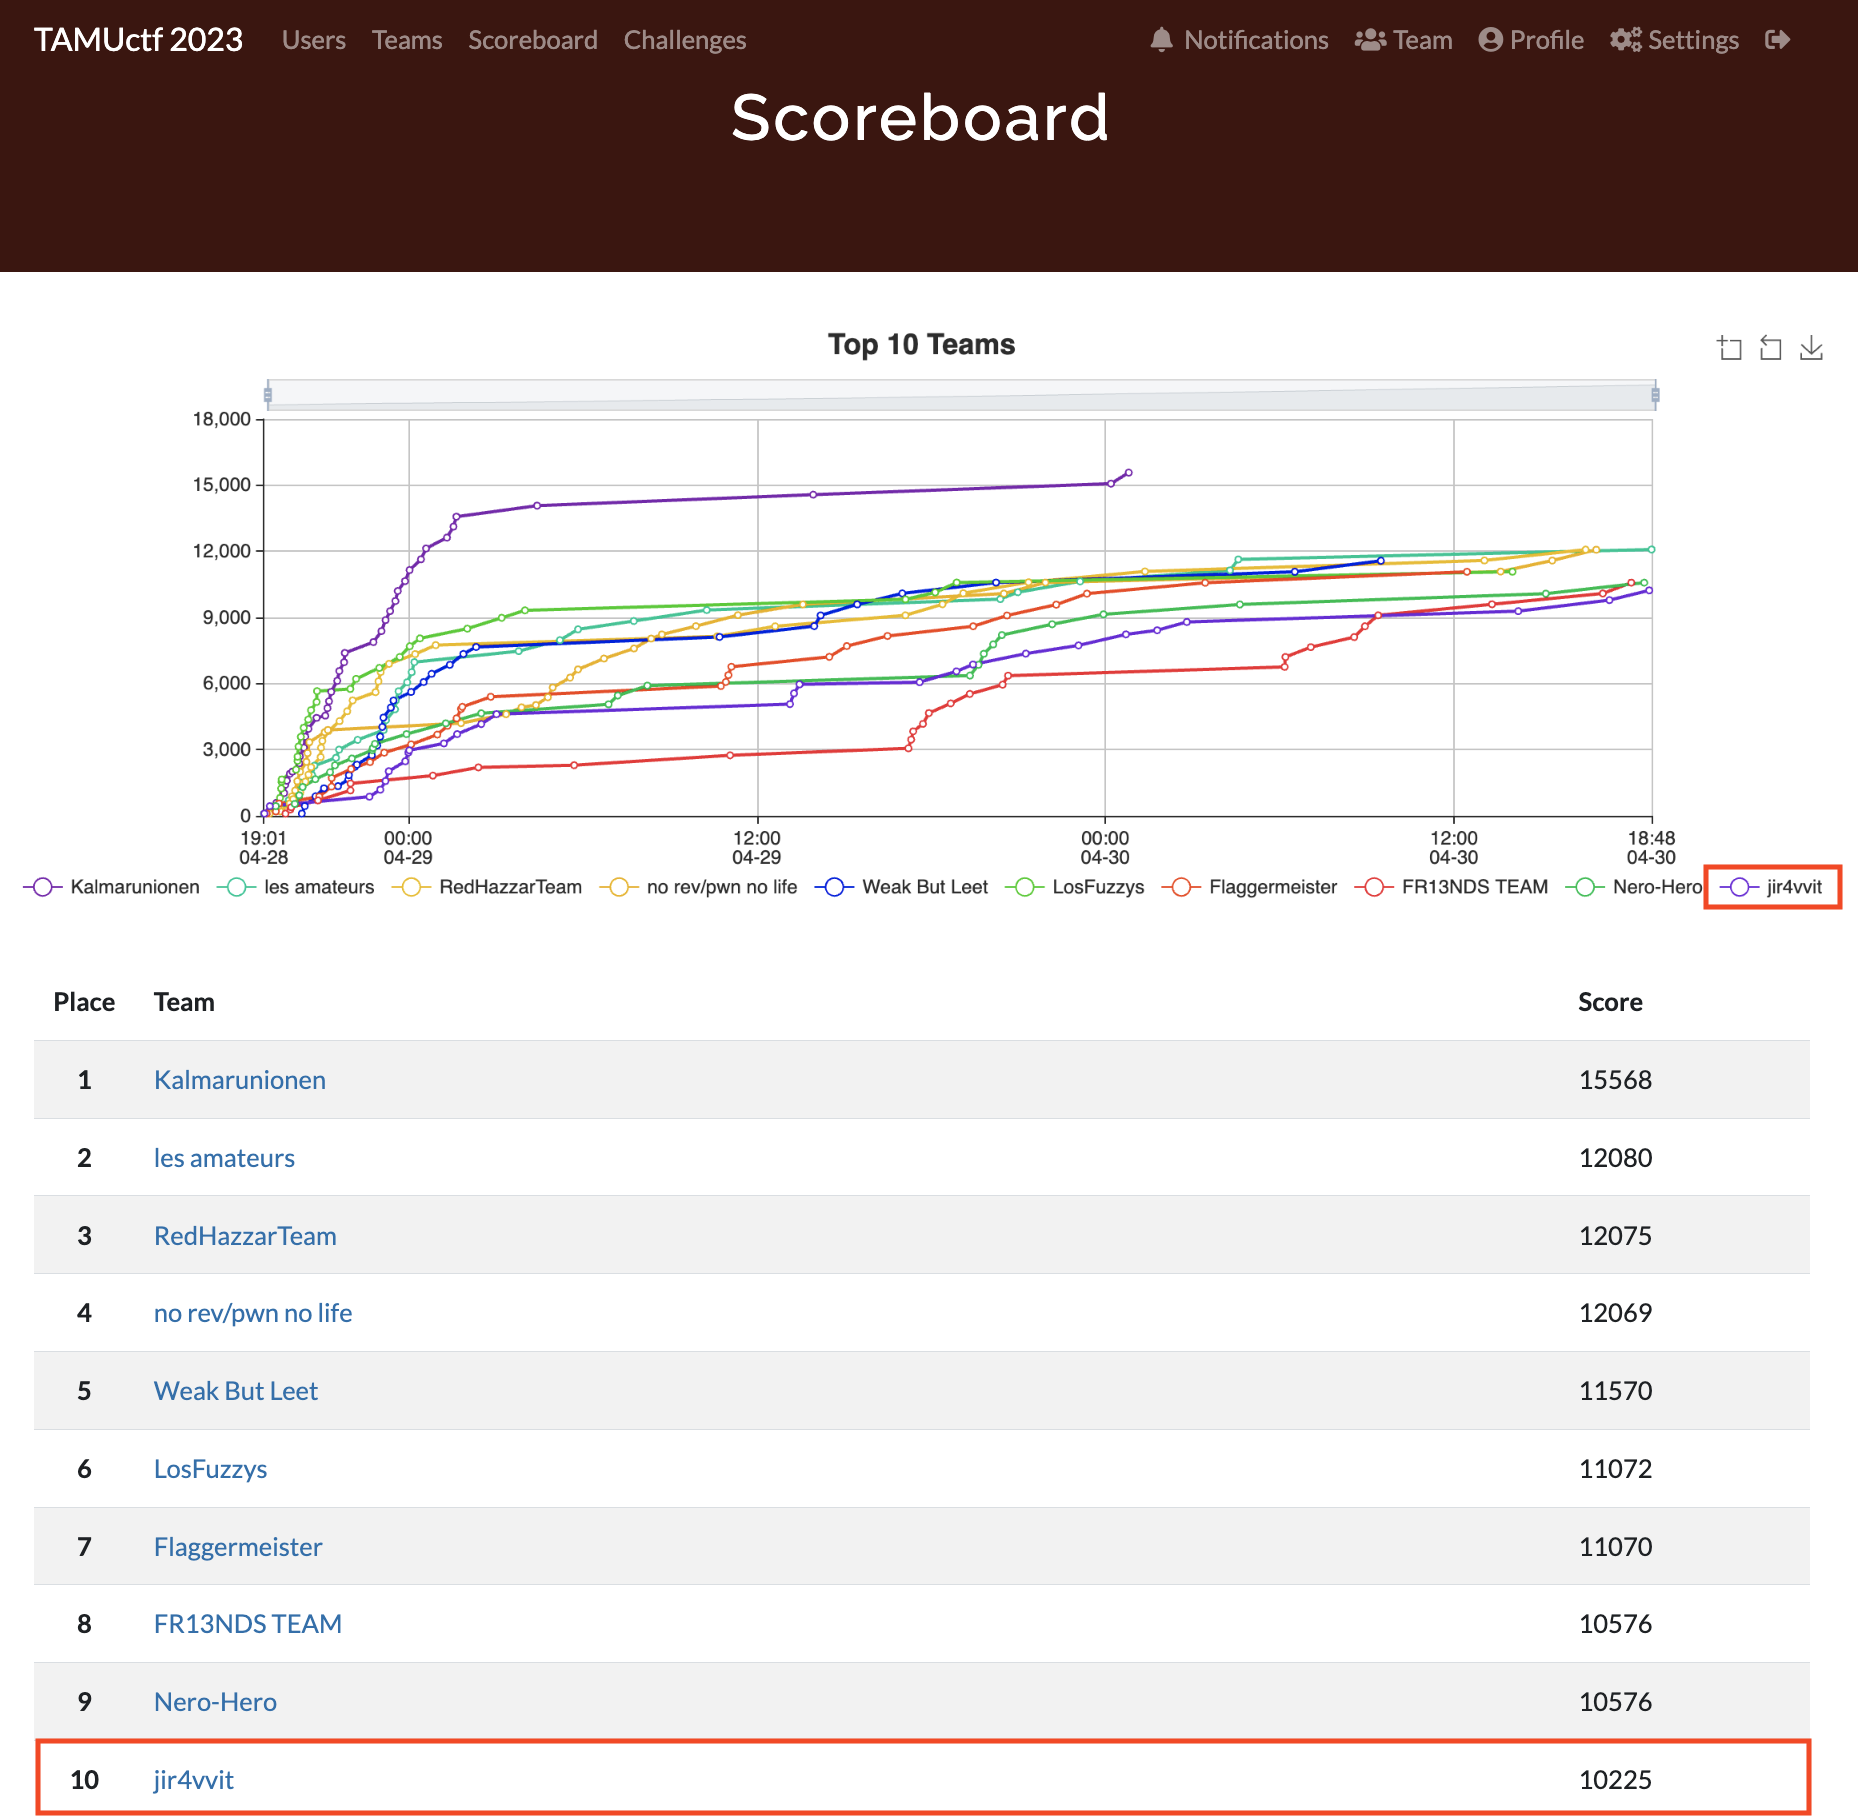 TAMUctf 2023 Users Teams Scoreboard Challenges Notifications Team Profile Settings
Scoreboard
Top 10 Teams
18,000
15,000
12,000
9,000
6,000
3,000
0
19:01 00:00 12:00 00:00 12:00 18:48
04-28 04-29 04-29 04-30 04-30 04-30
Kalmarunionen les amateurs RedHazzarTeam no rev/pwn no life Weak But Leet LosFuzzys Flaggermeister FR13NDS TEAM Nero-Hero jir4vvit
Place Team Score
1 Kalmarunionen 15568
2 les amateurs 12080
3 RedHazzarTeam 12075
4 no rev/pwn no life 12069
5 Weak But Leet 11570
6 LosFuzzys 11072
7 Flaggermeister 11070
8 FR13NDS TEAM 10576
9 Nero-Hero 10576
10 jir4vvit 10225